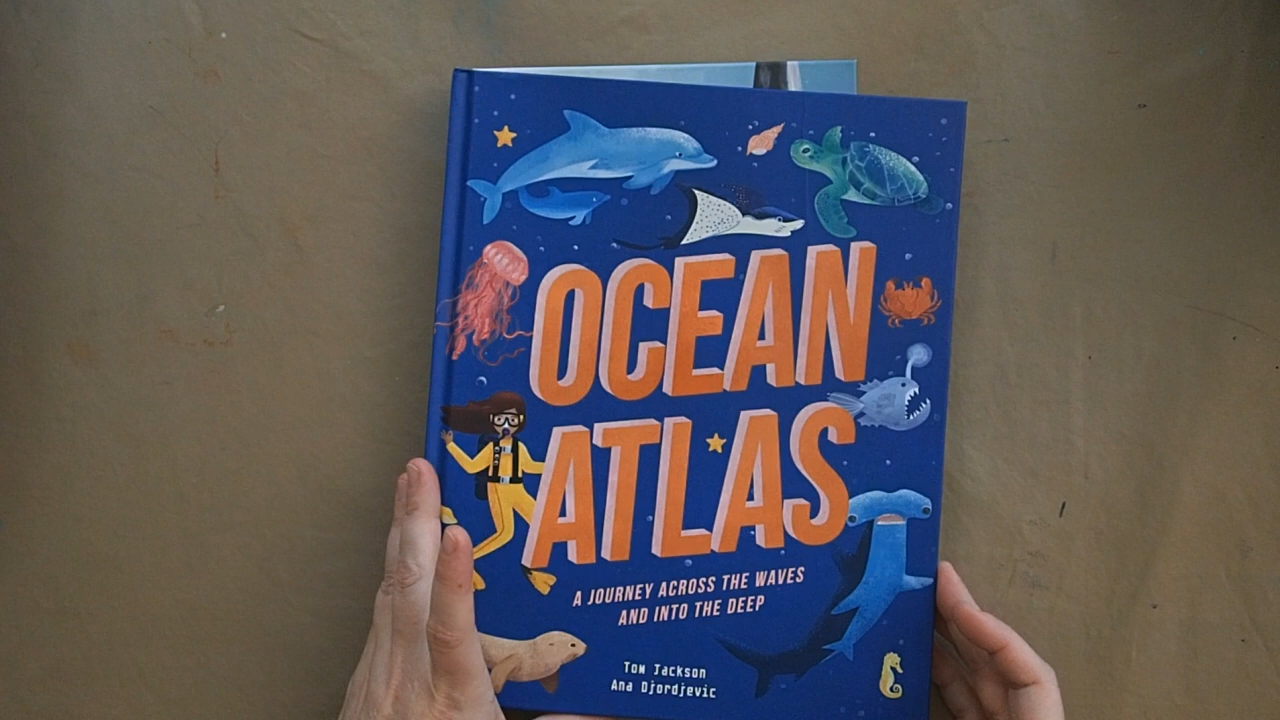 OCEAN
ATLAS
A JOURNEY ACROSS THE WAVES
AND INTO THE DEEP
Tom Jackson
Ana Djordjevic